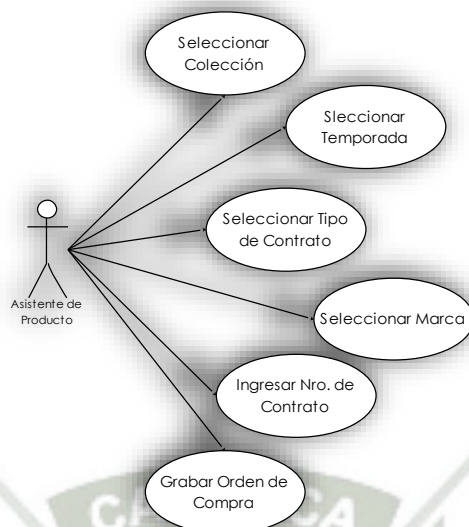 Seleccionar
Colección
Sleccionar
Temporada
Seleccionar Tipo
de Contrato
Asistente de
Producto
Seleccionar Marca
Ingresar Nro. de
Contrato
Grabar Orden de
Compra